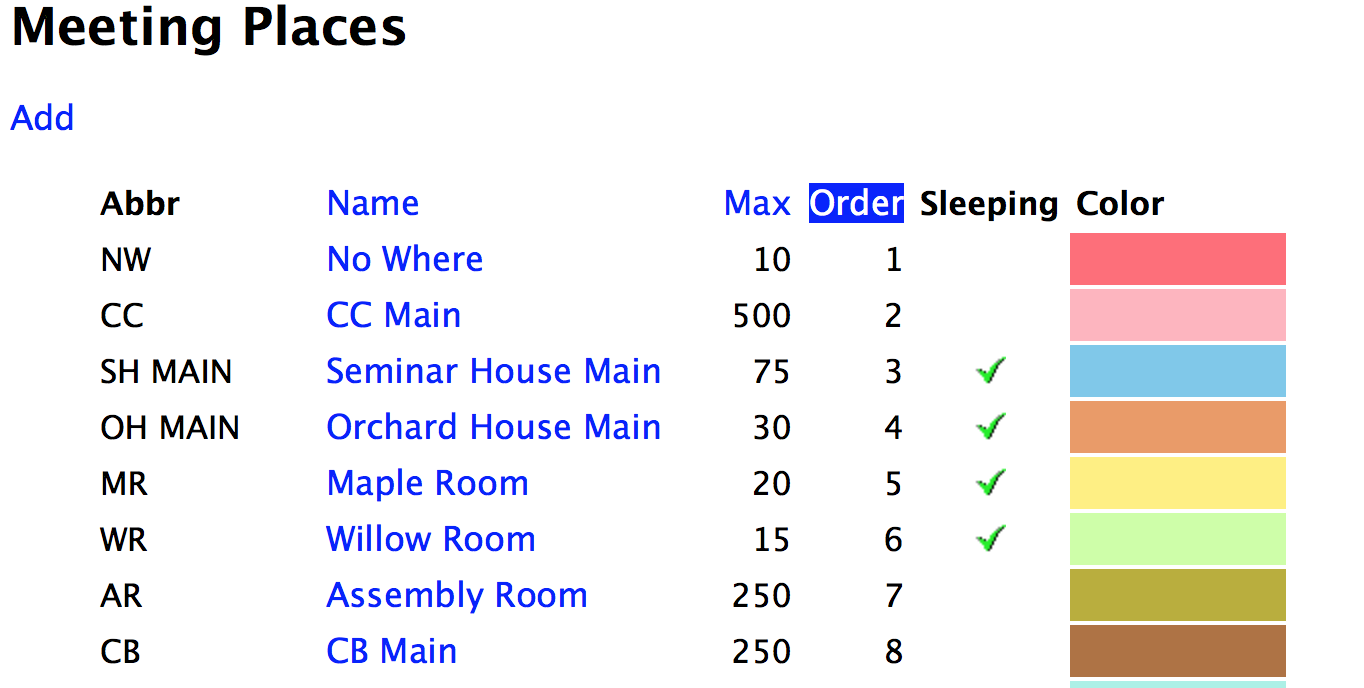 Meeting Places
Add
Abbr Name Max Order Sleeping Color
NW No Where 10 1
CC CC Main 500 2
SH MAIN Seminar House Main 75 3
OH MAIN Orchard House Main 30 4
MR Maple Room 20 5
WR Willow Room 15 6
AR Assembly Room 250 7
CB CB Main 250 8